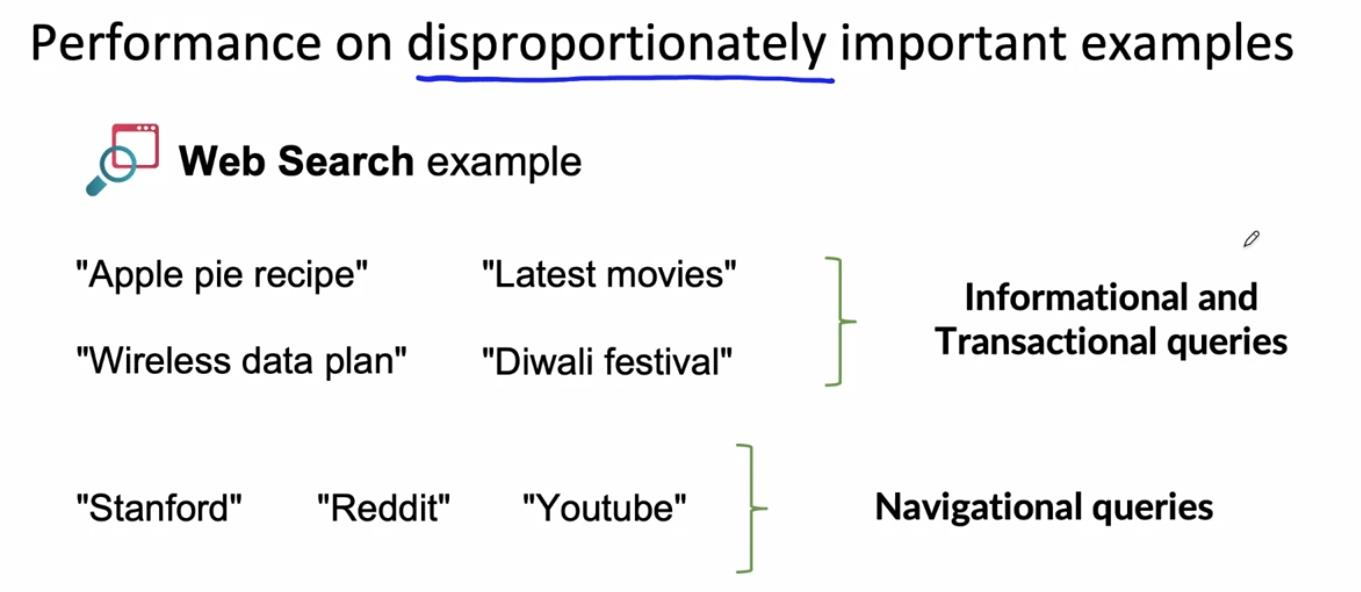 Performance on disproportionately important examples
Web Search example
"Apple pie recipe" "Latest movies"
"Wireless data plan" "Diwali festival"
Informational and
Transactional queries
"Stanford" "Reddit" "Youtube"
Navigational queries